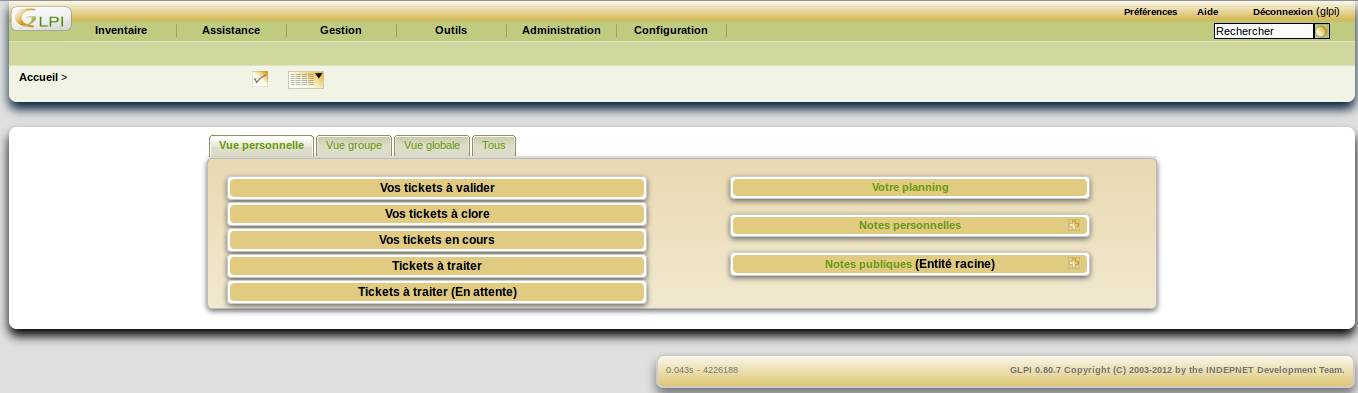 GLPI
Préférences Aide Déconnexion (glpi)
Inventaire Assistance Gestion Outils Administration Configuration Rechercher
Accueil >
Vue personnelle Vue groupe Vue globale Tous
Vos tickets à valider
Vos tickets à clore
Vos tickets en cours
Tickets à traiter
Tickets à traiter (En attente)
Votre planning
Notes personnelles
Notes publiques (Entité racine)
0.043s - 4226188
GLPI 0.80.7 Copyright (C) 2003-2012 by the INDEPNET Development Team.